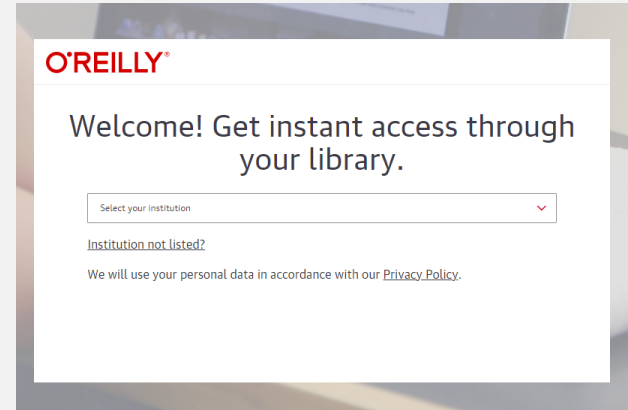 O'REILLY®
Welcome! Get instant access through
your library.
Select your institution
Institution not listed?
We will use your personal data in accordance with our Privacy Policy.